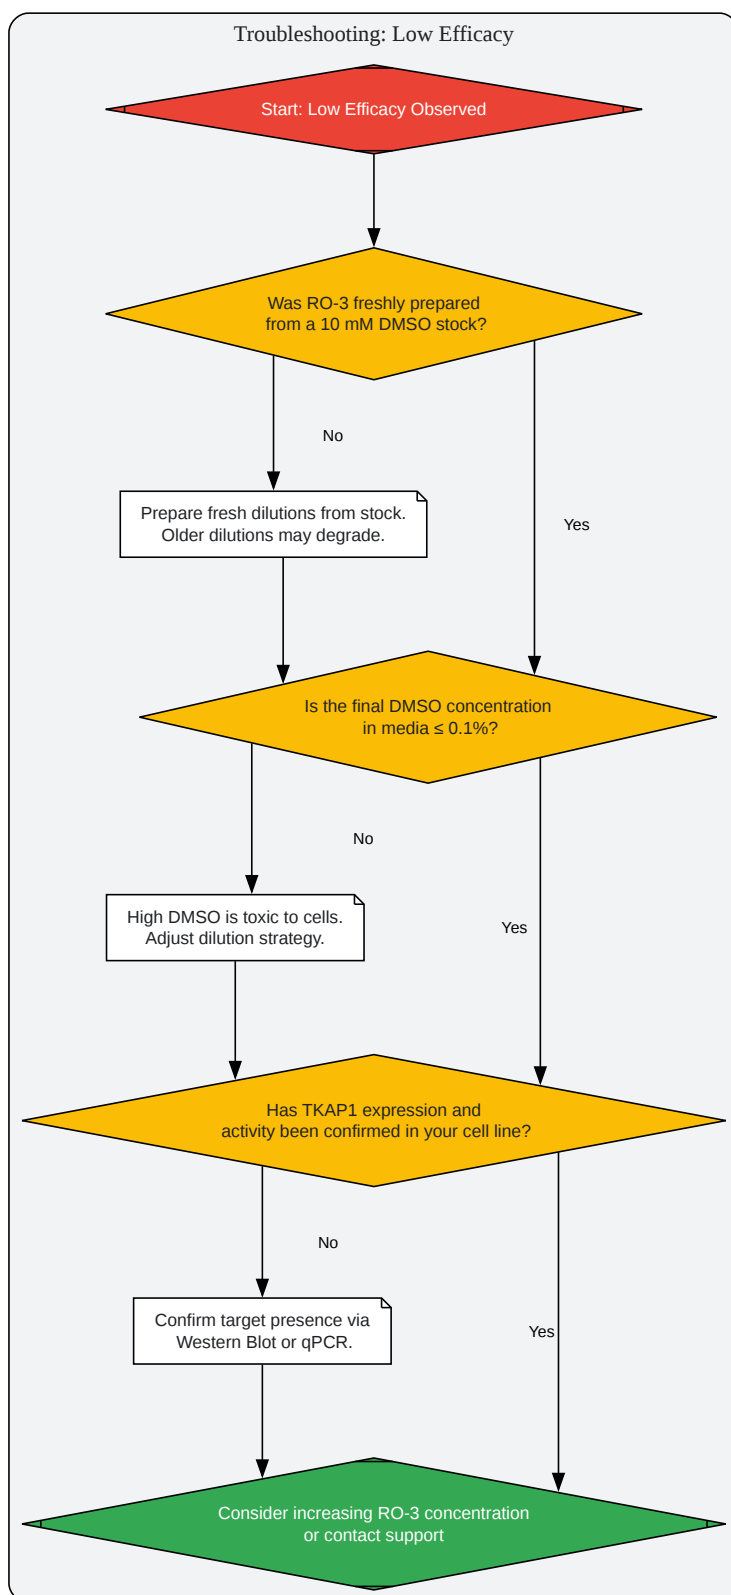 Troubleshooting: Low Efficacy
Start: Low Efficacy Observed
Was RO-3 freshly prepared
from a 10 mM DMSO stock?
No
Yes
Prepare fresh dilutions from stock.
Older dilutions may degrade.
Is the final DMSO concentration
in media ≤ 0.1%?
No
Yes
High DMSO is toxic to cells.
Adjust dilution strategy.
Has TKAP1 expression and
activity been confirmed in your cell line?
No
Yes
Confirm target presence via
Western Blot or qPCR.
Consider increasing RO-3 concentration
or contact support